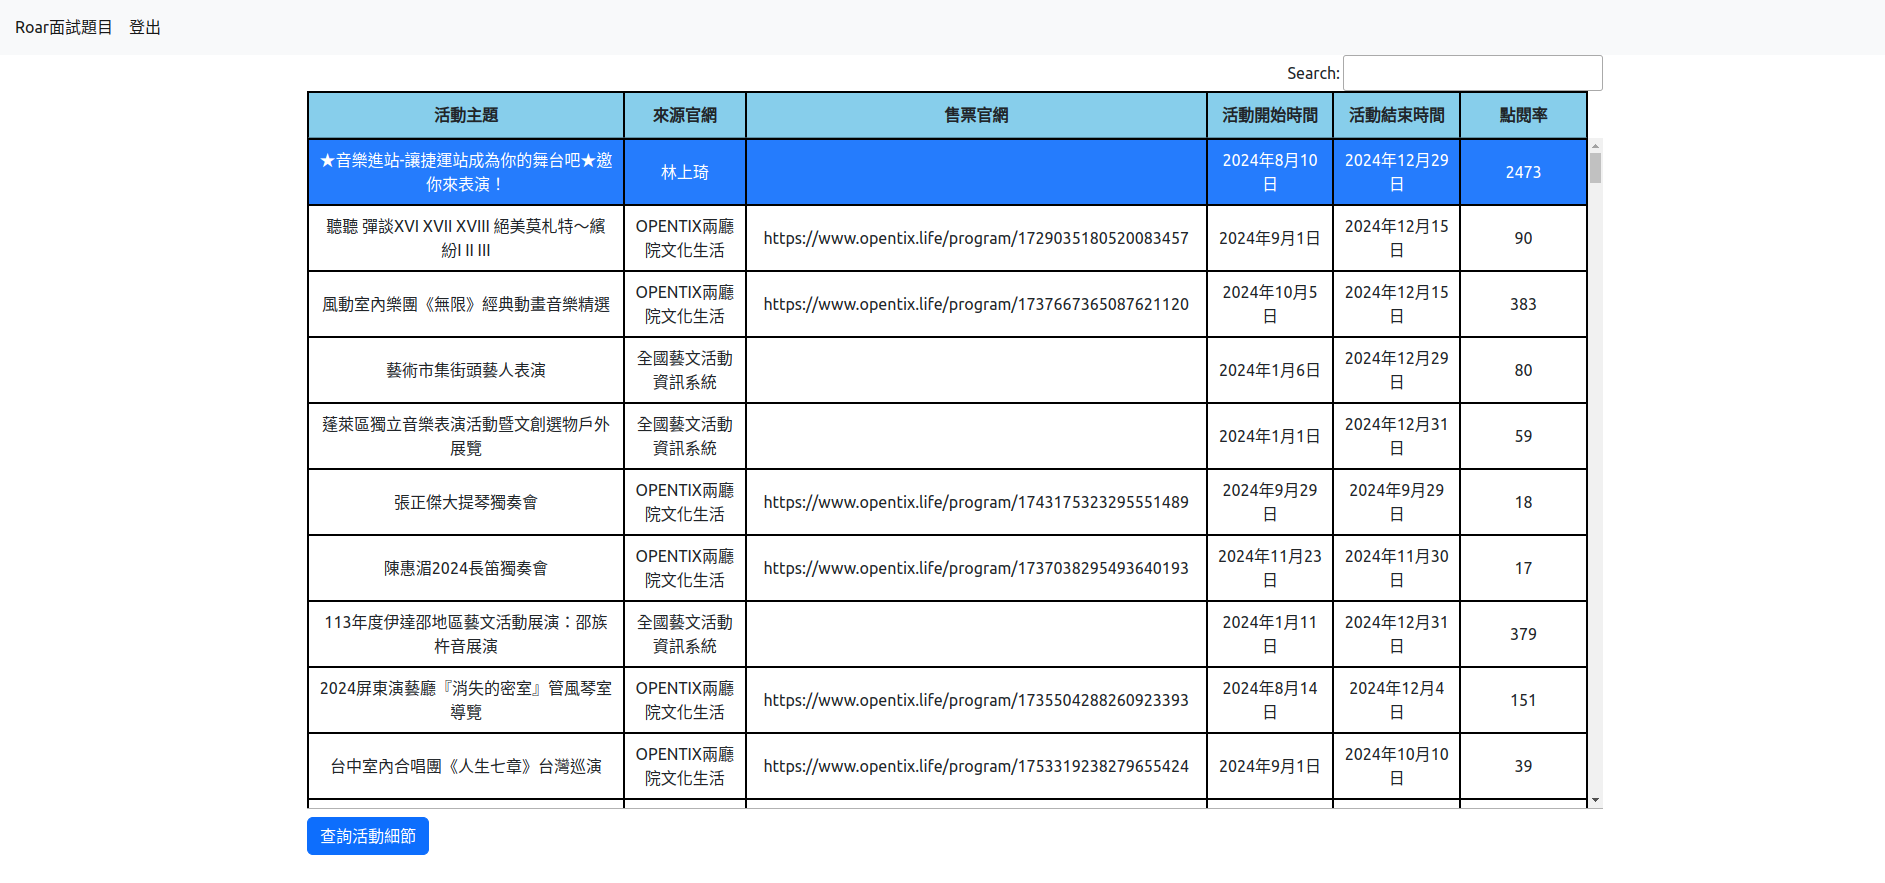 Roar面試題目 登出
Search:
活動主題 來源官網 售票官網 活動開始時間 活動結束時間 點閱率
★音樂進站-讓捷運站成為你的舞台吧★邀
你來表演！
林上琦
2024年8月10
日
2024年12月29
日
2473
聽聽 彈談XVI XVII XVIII 絕美莫札特～繽
紛I II III
OPENTIX兩廳
院文化生活
https://www.opentix.life/program/1729035180520083457
2024年9月1日
2024年12月15
日
90
風動室內樂團《無限》經典動畫音樂精選
OPENTIX兩廳
院文化生活
https://www.opentix.life/program/1737667365087621120
2024年10月5
日
2024年12月15
日
383
藝術市集街頭藝人表演
全國藝文活動
資訊系統
2024年1月6日
2024年12月29
日
80
蓬萊區獨立音樂表演活動暨文創選物戶外
展覽
全國藝文活動
資訊系統
2024年1月1日
2024年12月31
日
59
張正傑大提琴獨奏會
OPENTIX兩廳
院文化生活
https://www.opentix.life/program/1743175323295551489
2024年9月29
日
2024年9月29
日
18
陳惠湄2024長笛獨奏會
OPENTIX兩廳
院文化生活
https://www.opentix.life/program/1737038295493640193
2024年11月23
日
2024年11月30
日
17
113年度伊達邵地區藝文活動展演：邵族
杵音展演
全國藝文活動
資訊系統
2024年1月11
日
2024年12月31
日
379
2024屏東演藝廳『消失的密室』管風琴室
導覽
OPENTIX兩廳
院文化生活
https://www.opentix.life/program/1735504288260923393
2024年8月14
日
2024年12月4
日
151
台中室內合唱團《人生七章》台灣巡演
OPENTIX兩廳
院文化生活
https://www.opentix.life/program/1753319238279655424
2024年9月1日
2024年10月10
日
39
查詢活動細節